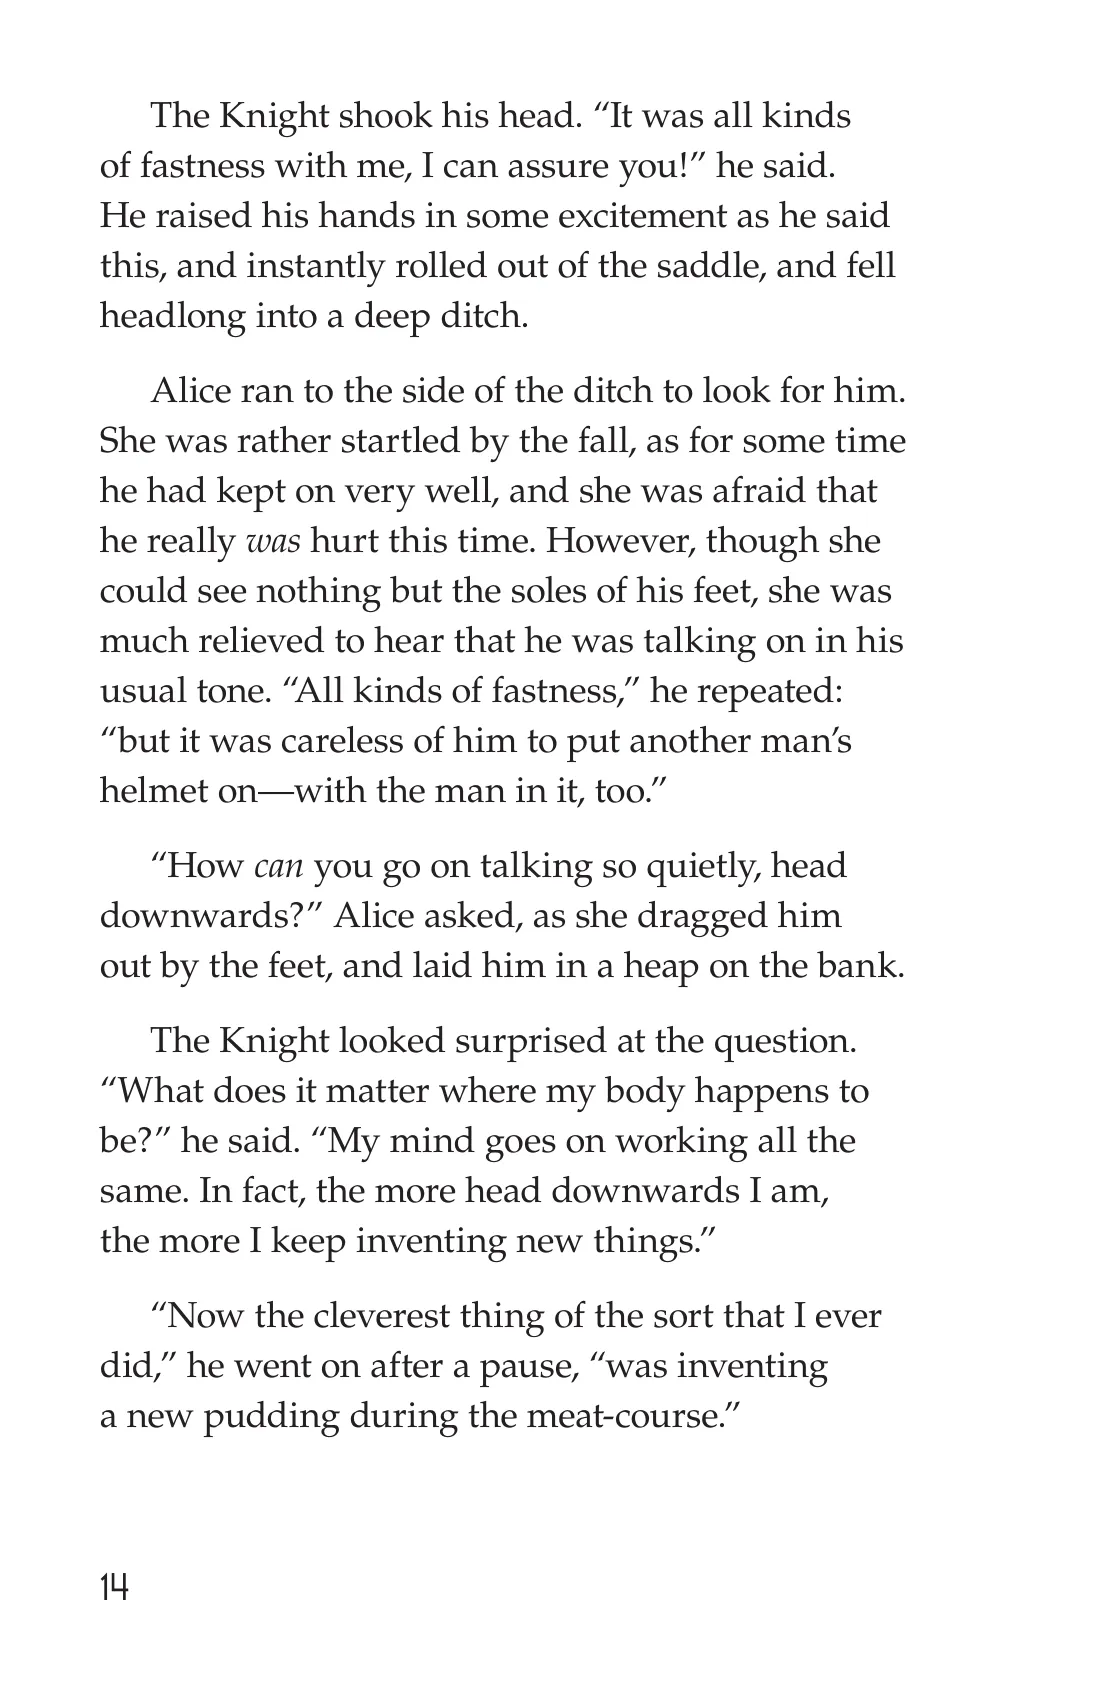 The Knight shook his head. “It was all kinds
of fastness with me, I can assure you!” he said.
He raised his hands in some excitement as he said
this, and instantly rolled out of the saddle, and fell
headlong into a deep ditch.
Alice ran to the side of the ditch to look for him.
She was rather startled by the fall, as for some time
he had kept on very well, and she was afraid that
he really was hurt this time. However, though she
could see nothing but the soles of his feet, she was
much relieved to hear that he was talking on in his
usual tone. “All kinds of fastness,” he repeated:
“but it was careless of him to put another man’s
helmet on—with the man in it, too.”
“How can you go on talking so quietly, head
downwards?” Alice asked, as she dragged him
out by the feet, and laid him in a heap on the bank.
The Knight looked surprised at the question.
“What does it matter where my body happens to
be?” he said. “My mind goes on working all the
same. In fact, the more head downwards I am,
the more I keep inventing new things.”
“Now the cleverest thing of the sort that I ever
did,” he went on after a pause, “was inventing
a new pudding during the meat-course.”
14